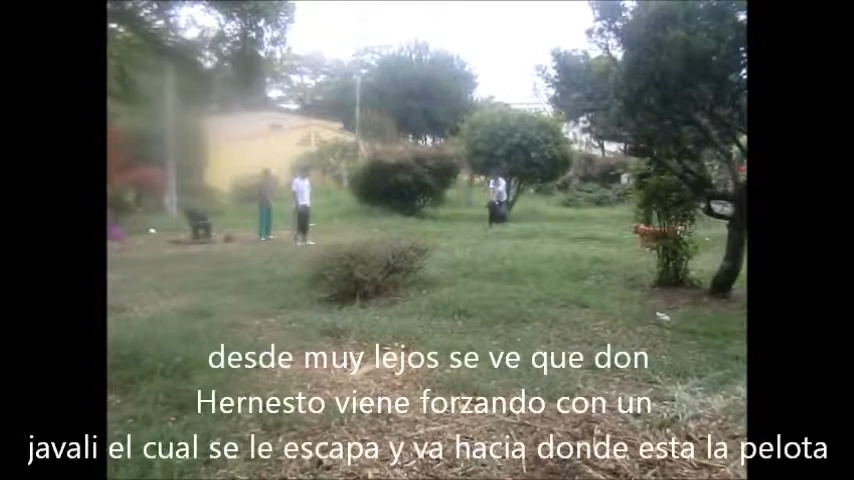 desde muy lejos se ve que don
Hernesto viene forzando con un
javali el cual se le escapa y va hacia donde esta la pelota